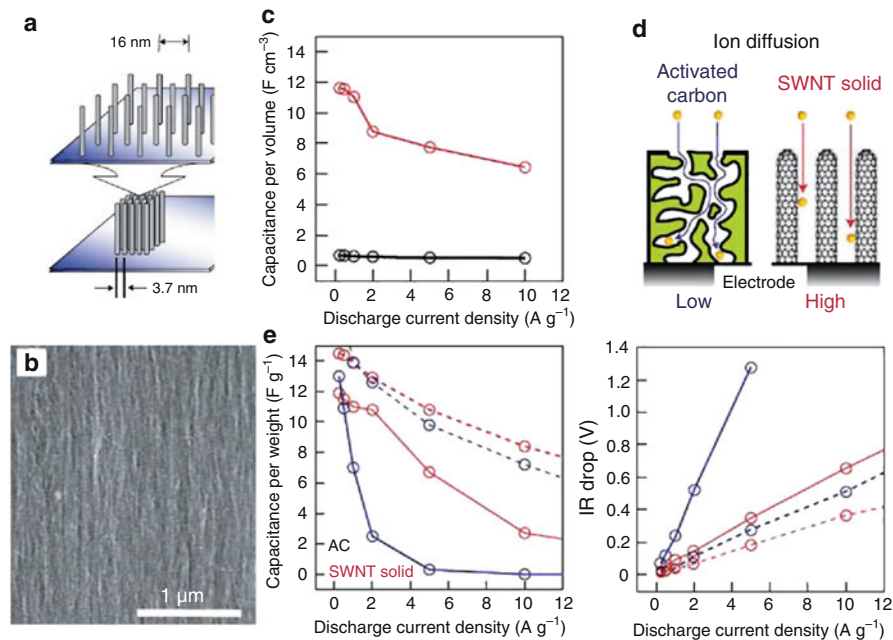 a
16 nm
3.7 nm
b
1 μm
c
Capacitance per volume (F cm⁻³)
14
12
10
8
6
4
2
0
0 2 4 6 8 10 12
Discharge current density (A g⁻¹)
d
Ion diffusion
Activated carbon
SWNT solid
Electrode
Low
High
e
Capacitance per weight (F g⁻¹)
14
12
10
8
6
4
2
0
AC
SWNT solid
0 2 4 6 8 10 12
Discharge current density (A g⁻¹)
IR drop (V)
1.4
1.2
1.0
0.8
0.6
0.4
0.2
0
0 2 4 6 8 10 12
Discharge current density (A g⁻¹)